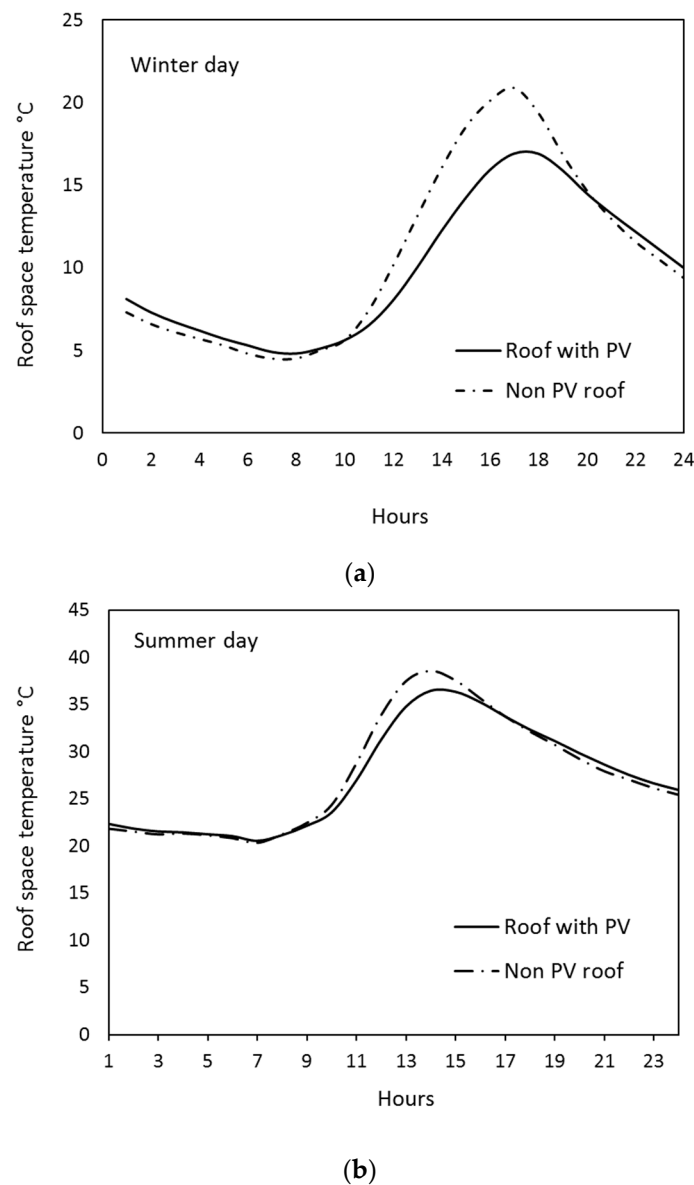 25
Winter day
20
15
10
5
0
Roof space temperature °C
Roof with PV
Non PV roof
0 2 4 6 8 10 12 14 16 18 20 22 24
Hours
(a)
45
Summer day
40
35
30
25
20
15
10
5
0
Roof space temperature °C
Roof with PV
Non PV roof
1 3 5 7 9 11 13 15 17 19 21 23
Hours
(b)